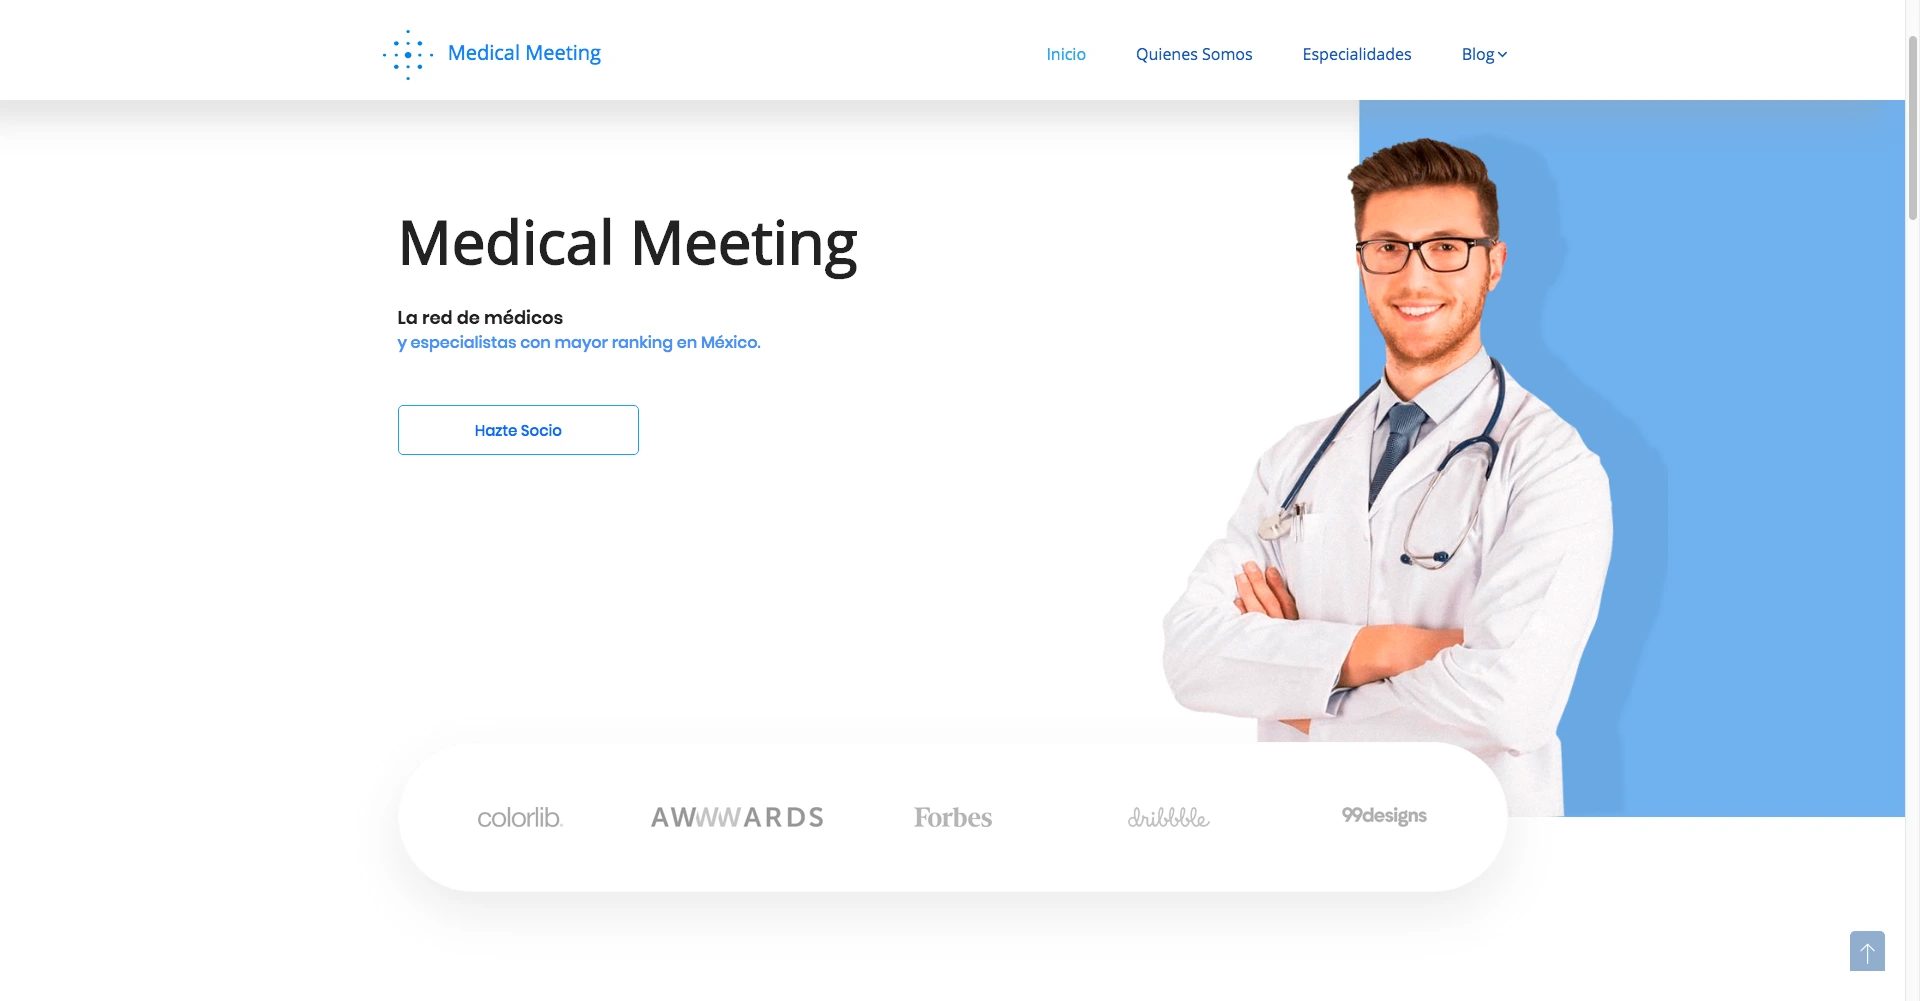 Medical Meeting
Inicio
Quienes Somos
Especialidades
Blog
Medical Meeting
La red de médicos
y especialistas con mayor ranking en México.
Hazte Socio
colorlib.
AWWWARDS
Forbes
dribbble
99designs